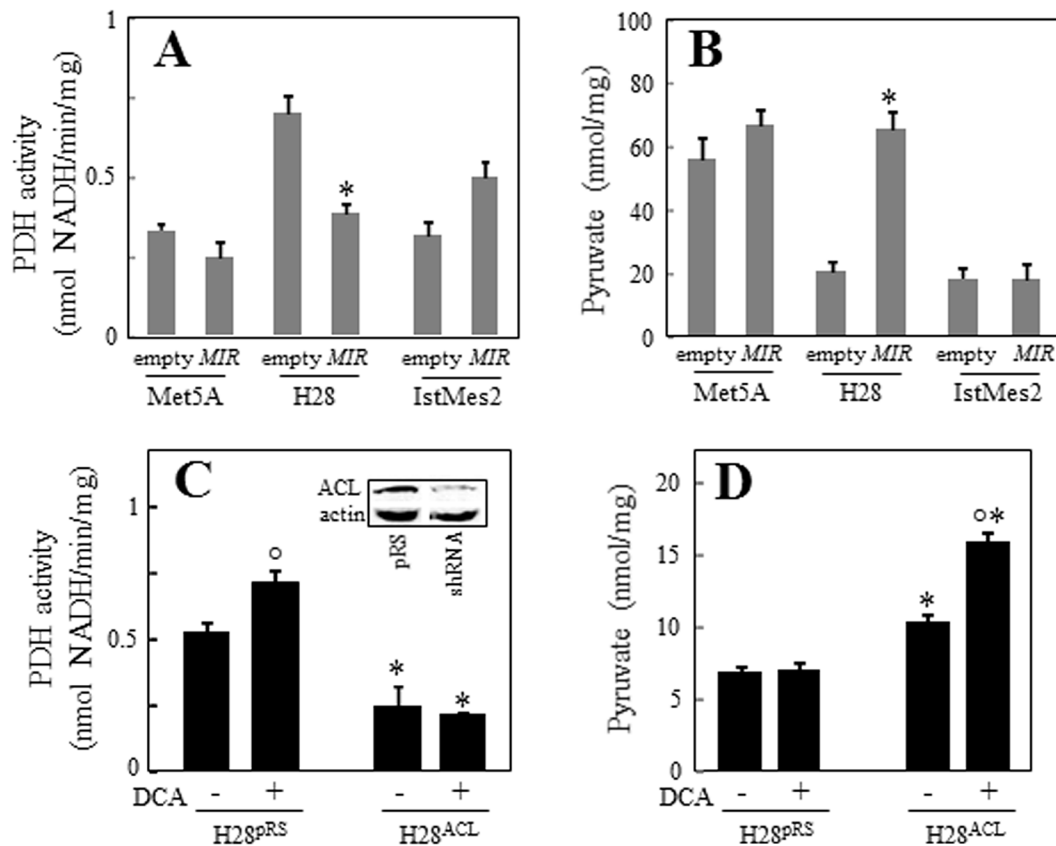 A
PDH activity
(nmol NADH/min/mg)
1
0.5
0
*
empty MIR empty MIR empty MIR
Met5A H28 IstMes2
B
Pyruvate (nmol/mg)
100
80
60
40
20
0
*
empty MIR empty MIR empty MIR
Met5A H28 IstMes2
C
PDH activity
(nmol NADH/min/mg)
1
0.5
0
ACL
actin
pRS
shRNA
○
* *
DCA - + - +
H28pRS H28ACL
D
Pyruvate (nmol/mg)
20
15
10
5
0
○*
*
DCA - + - +
H28pRS H28ACL